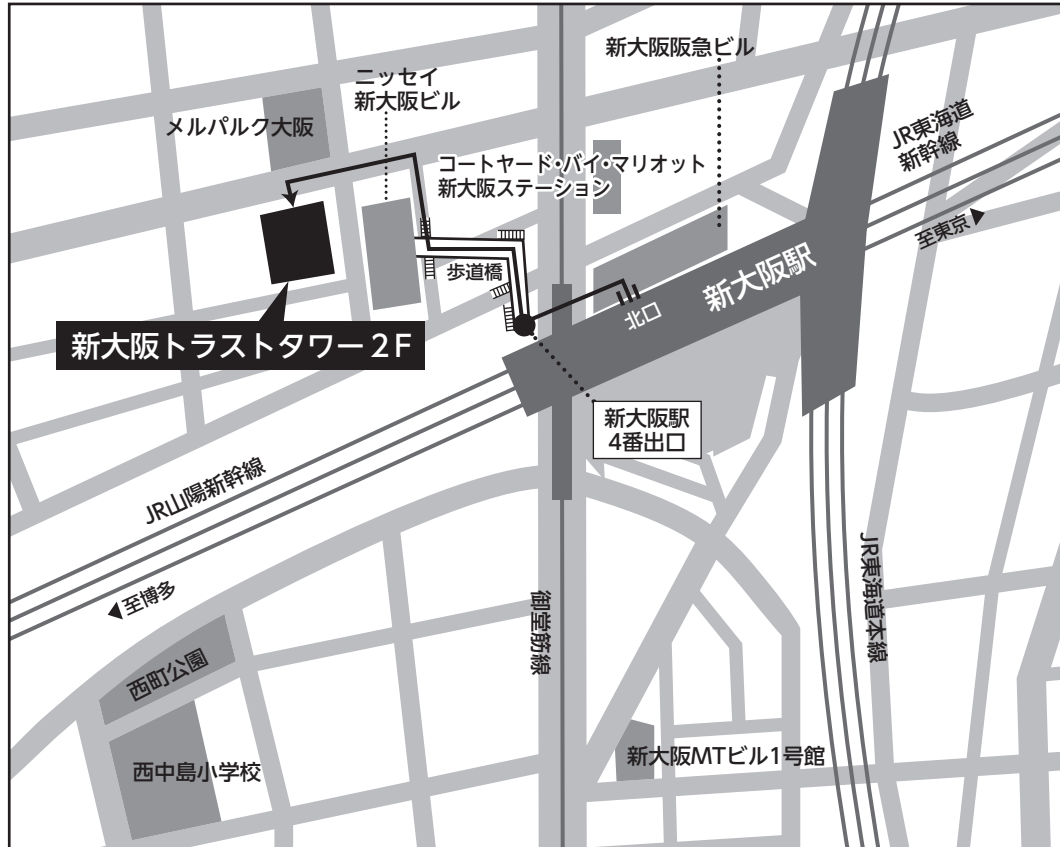 新大阪阪急ビル
ニッセイ
新大阪ビル
メルパルク大阪
コートヤード・バイ・マリオット
新大阪ステーション
JR東海道
新幹線
至東京▶
歩道橋
新大阪駅
北口
新大阪トラストタワー2F
新大阪駅
4番出口
JR山陽新幹線
◀至博多
御堂筋線
JR東海道本線
西町公園
西中島小学校
新大阪MTビル1号館